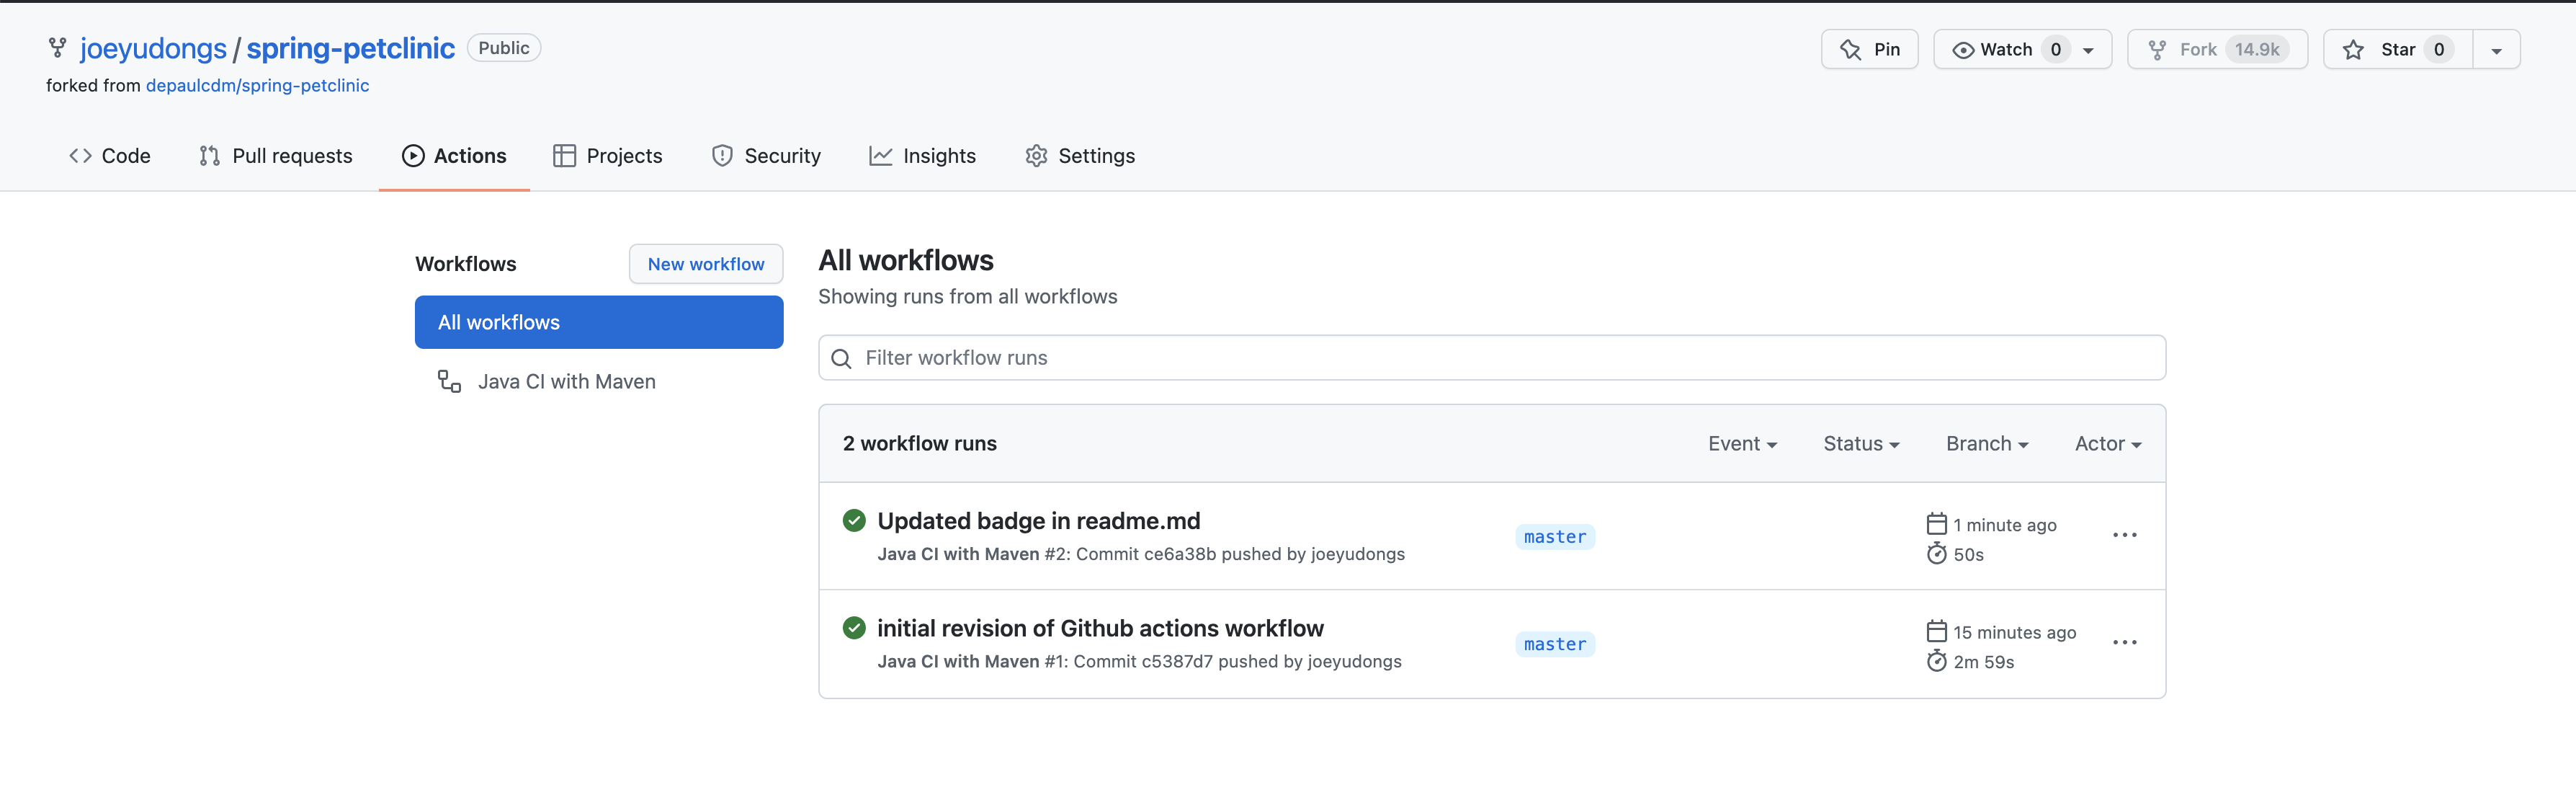 joeyudongs / spring-petclinic Public
Pin Watch 0 Fork 14.9k Star 0
forked from depaulcdm/spring-petclinic
Code Pull requests Actions Projects Security Insights Settings
Workflows New workflow
All workflows
Java CI with Maven
All workflows
Showing runs from all workflows
Filter workflow runs
2 workflow runs Event Status Branch Actor
Updated badge in readme.md
Java CI with Maven #2: Commit ce6a38b pushed by joeyudongs
master
1 minute ago
50s
initial revision of Github actions workflow
Java CI with Maven #1: Commit c5387d7 pushed by joeyudongs
master
15 minutes ago
2m 59s